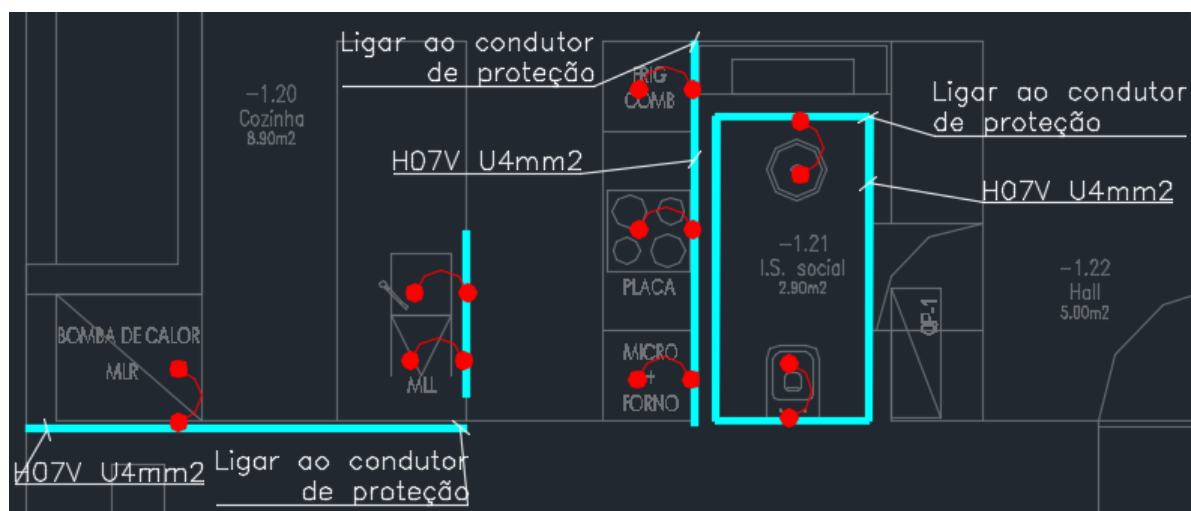 Ligar ao condutor
de proteção
FRIG
COMB
-1.20
Cozinha
8.90m2
Ligar ao condutor
de proteção
H07V U4mm2
H07V U4mm2
-1.21
I.S. social
2.90m2
-1.22
Hall
5.00m2
PLACA
QP-1
BOMBA DE CALOR
MLR
MLL
MICRO
+
FORNO
H07V U4mm2
Ligar ao condutor
de proteção